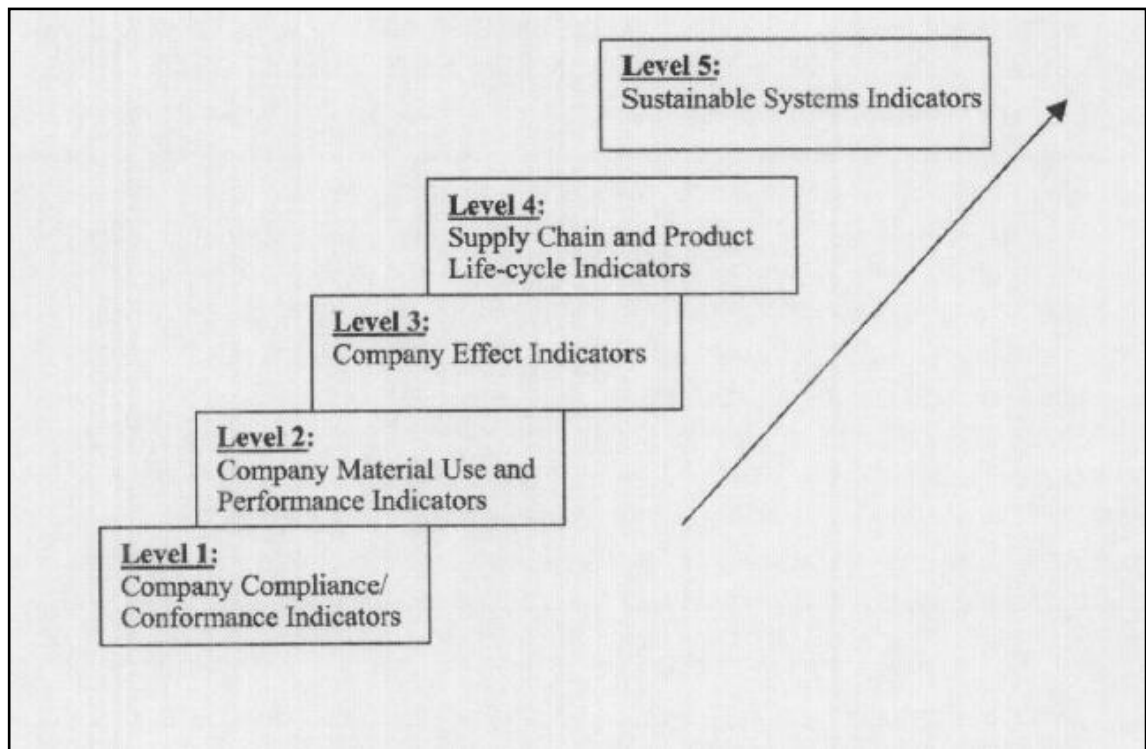 Level 5:
Sustainable Systems Indicators
Level 4:
Supply Chain and Product
Life-cycle Indicators
Level 3:
Company Effect Indicators
Level 2:
Company Material Use and
Performance Indicators
Level 1:
Company Compliance/
Conformance Indicators